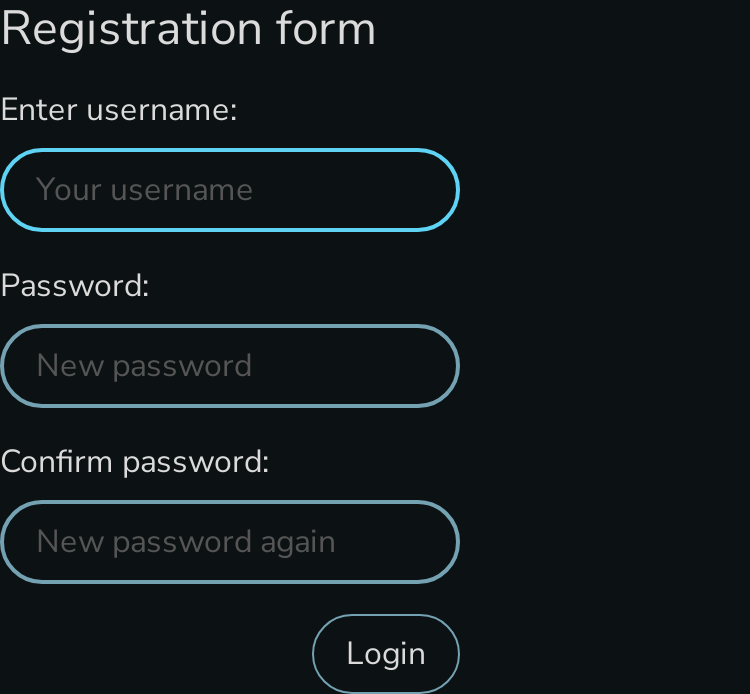 Registration form
Enter username:
Your username
Password:
New password
Confirm password:
New password again
Login